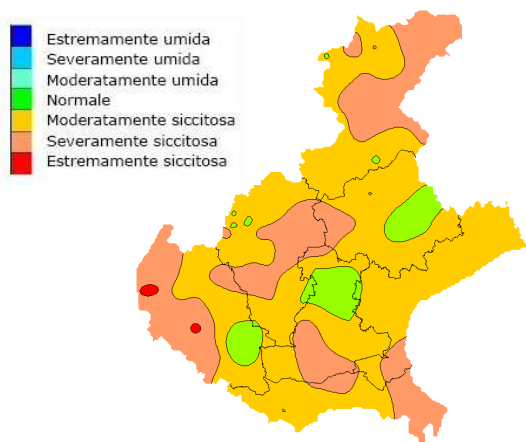 Estremamente umida
Severamente umida
Moderatamente umida
Normale
Moderatamente siccitosa
Severamente siccitosa
Estremamente siccitosa